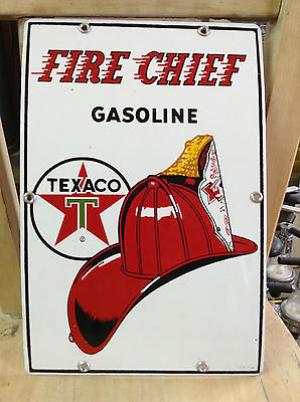 FIRE CHIEF
GASOLINE
TEXACO
T